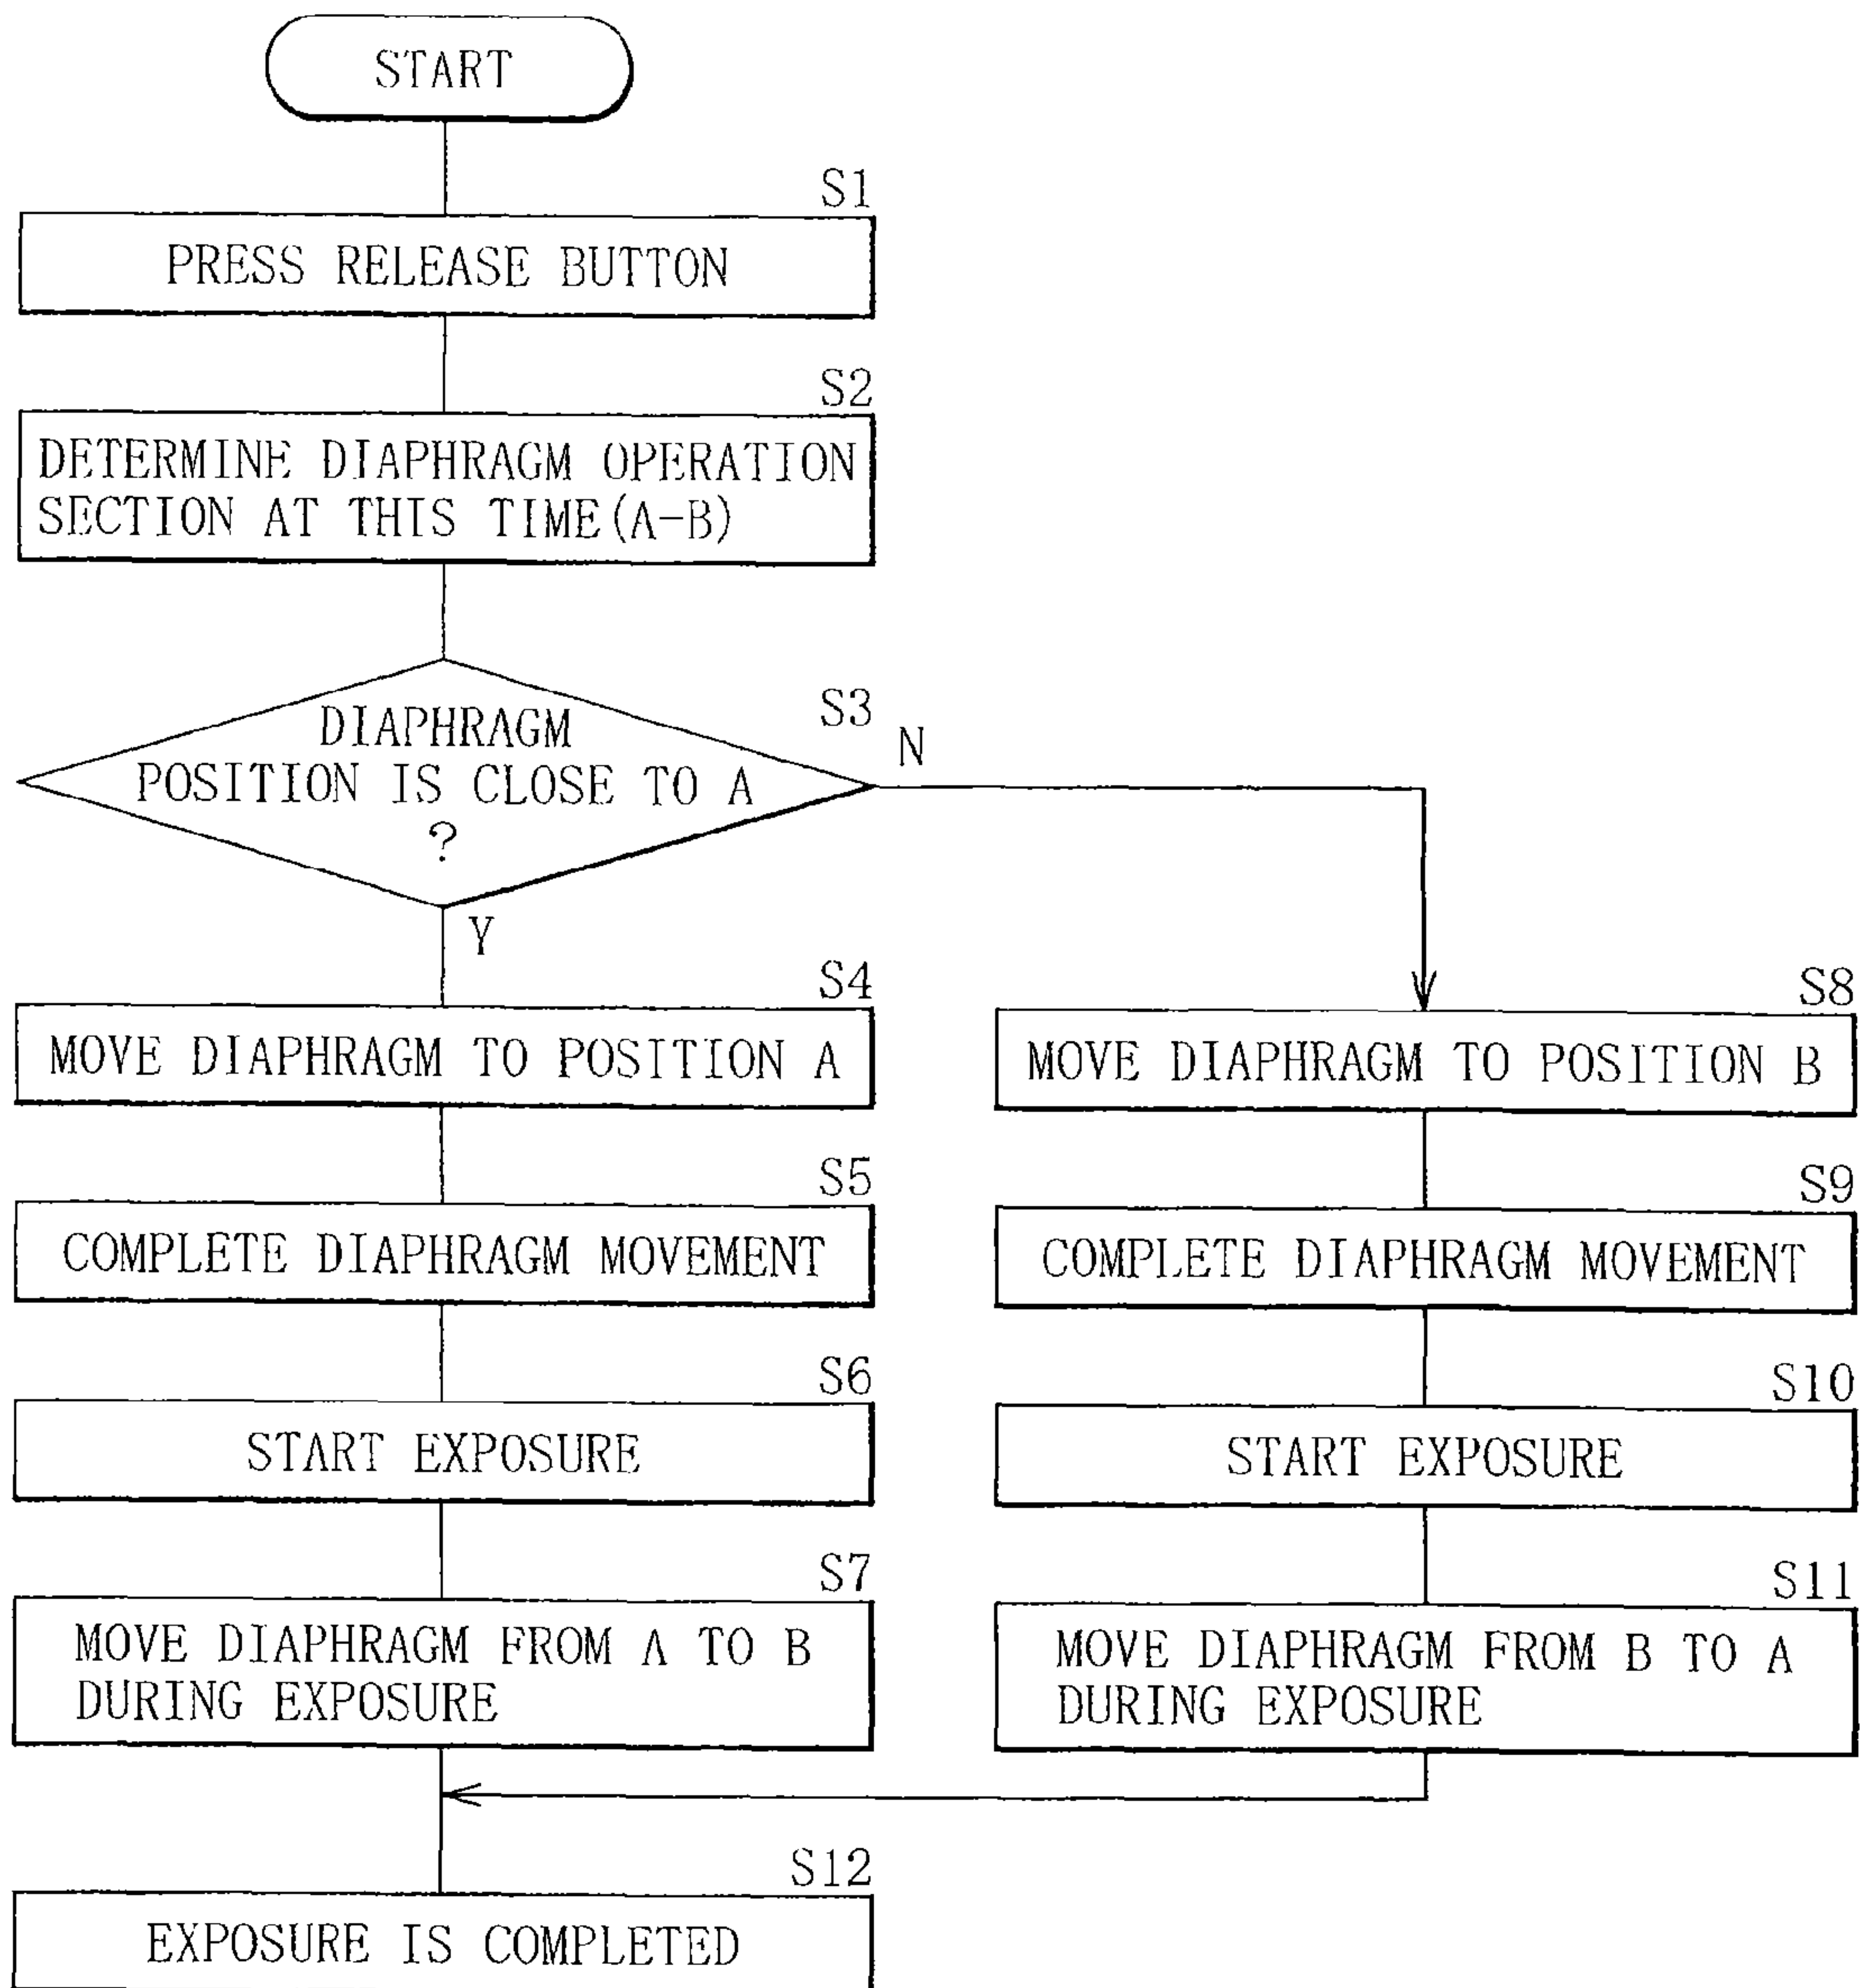 START
S1
PRESS RELEASE BUTTON
S2
DETERMINE DIAPHRAGM OPERATION
SECTION AT THIS TIME(A-B)
S3
DIAPHRAGM
POSITION IS CLOSE TO A
?
N
Y
S4
MOVE DIAPHRAGM TO POSITION A
S5
COMPLETE DIAPHRAGM MOVEMENT
S6
START EXPOSURE
S7
MOVE DIAPHRAGM FROM A TO B
DURING EXPOSURE
S8
MOVE DIAPHRAGM TO POSITION B
S9
COMPLETE DIAPHRAGM MOVEMENT
S10
START EXPOSURE
S11
MOVE DIAPHRAGM FROM B TO A
DURING EXPOSURE
S12
EXPOSURE IS COMPLETED